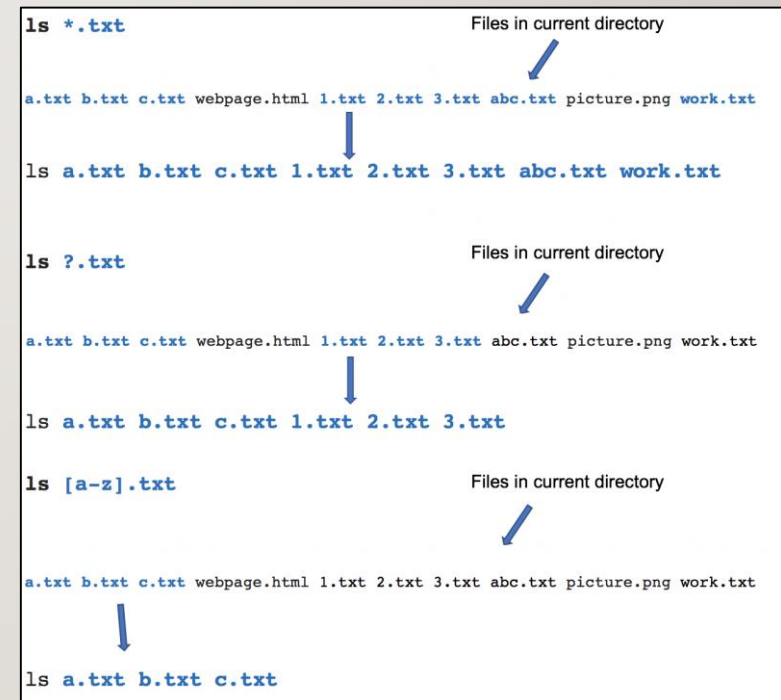 ls *.txt
Files in current directory
a.txt b.txt c.txt webpage.html 1.txt 2.txt 3.txt abc.txt picture.png work.txt
ls a.txt b.txt c.txt 1.txt 2.txt 3.txt abc.txt work.txt
ls ?.txt
Files in current directory
a.txt b.txt c.txt webpage.html 1.txt 2.txt 3.txt abc.txt picture.png work.txt
ls a.txt b.txt c.txt 1.txt 2.txt 3.txt
ls [a-z].txt
Files in current directory
a.txt b.txt c.txt webpage.html 1.txt 2.txt 3.txt abc.txt picture.png work.txt
ls a.txt b.txt c.txt